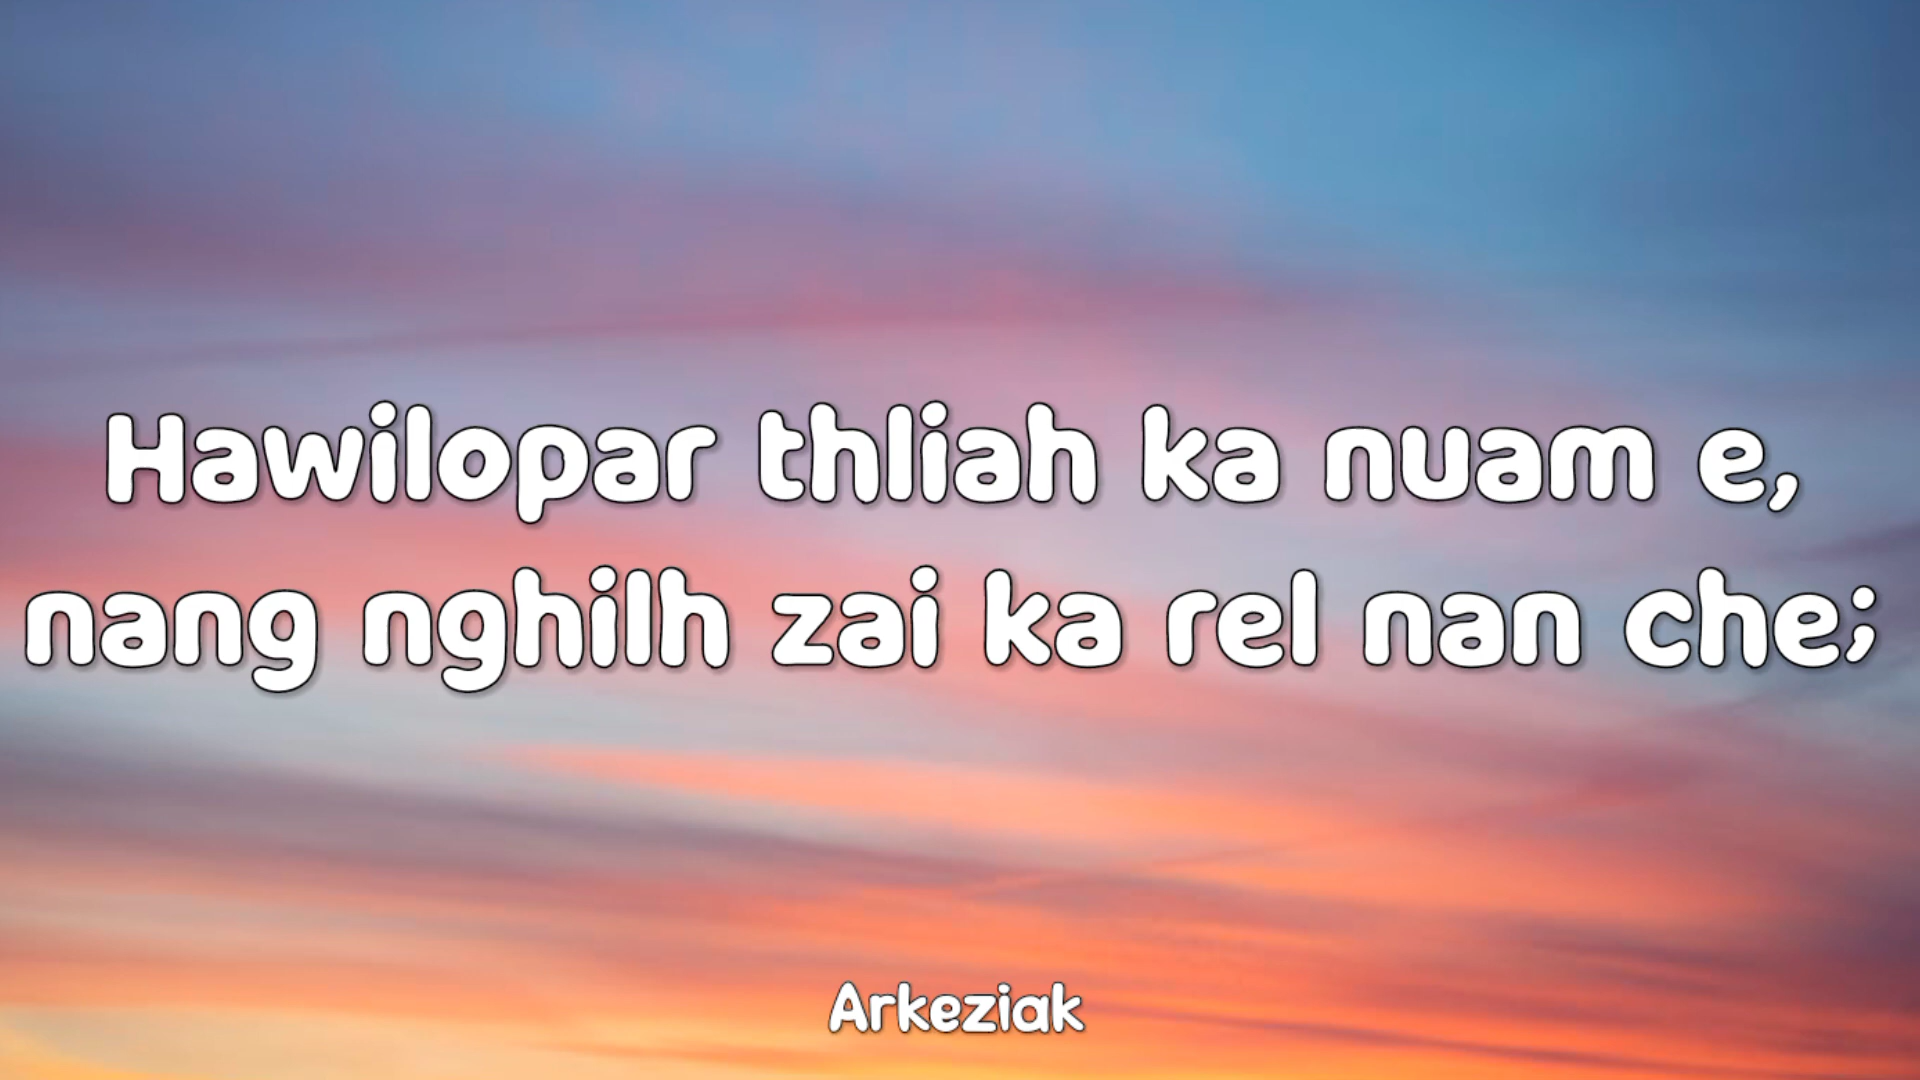 Hawilopar thliah ka nuam e,
nang nghilh zai ka rel nan che;
Arkeziak